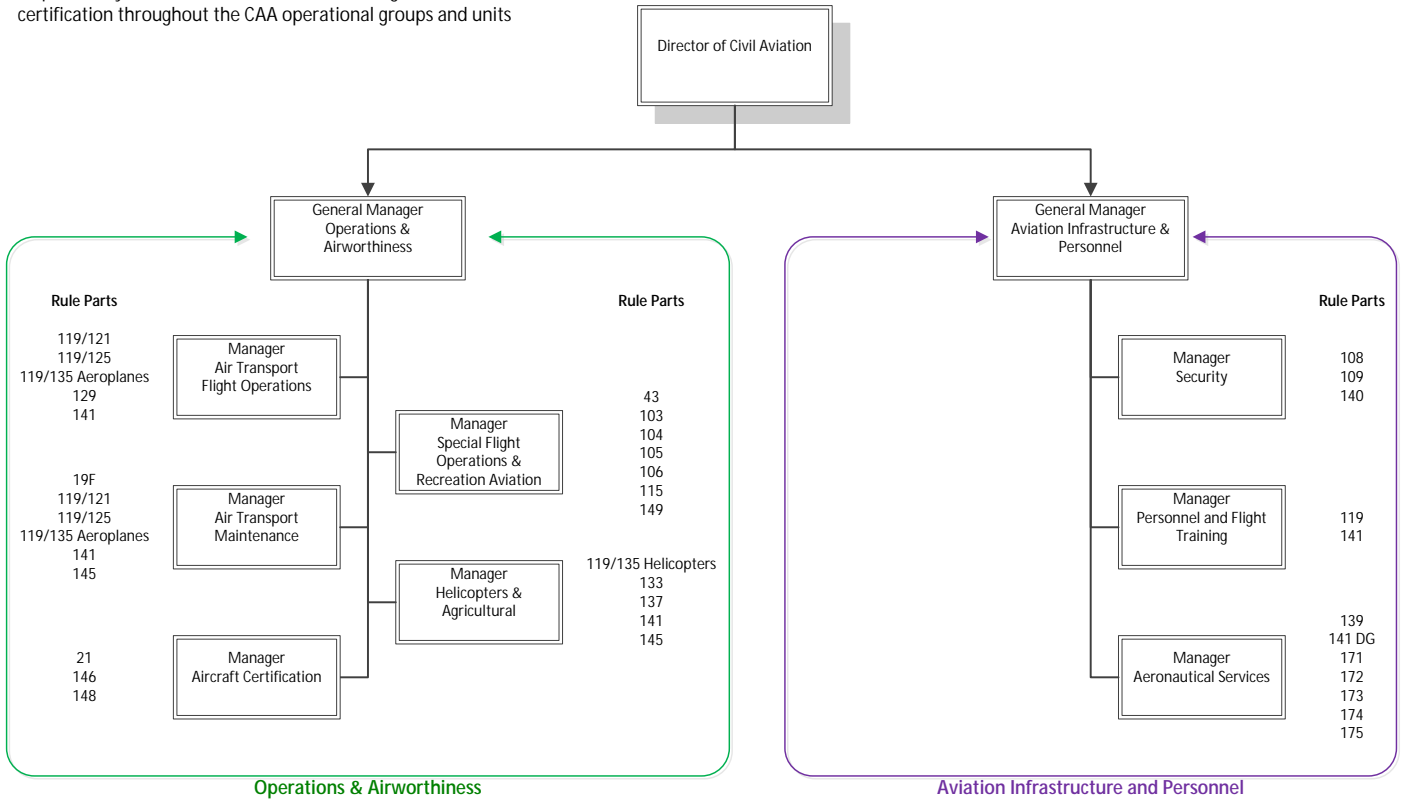 certification throughout the CAA operational groups and units
Director of Civil Aviation
General Manager
Operations &
Airworthiness
General Manager
Aviation Infrastructure &
Personnel
Rule Parts
119/121
119/125
119/135 Aeroplanes
129
141
Manager
Air Transport
Flight Operations
19F
119/121
119/125
119/135 Aeroplanes
141
145
Manager
Air Transport
Maintenance
21
146
148
Manager
Aircraft Certification
Rule Parts
Manager
Special Flight
Operations &
Recreation Aviation
43
103
104
105
106
115
149
Manager
Helicopters &
Agricultural
119/135 Helicopters
133
137
141
145
Operations & Airworthiness
Rule Parts
Manager
Security
108
109
140
Manager
Personnel and Flight
Training
119
141
Manager
Aeronautical Services
139
141 DG
171
172
173
174
175
Aviation Infrastructure and Personnel